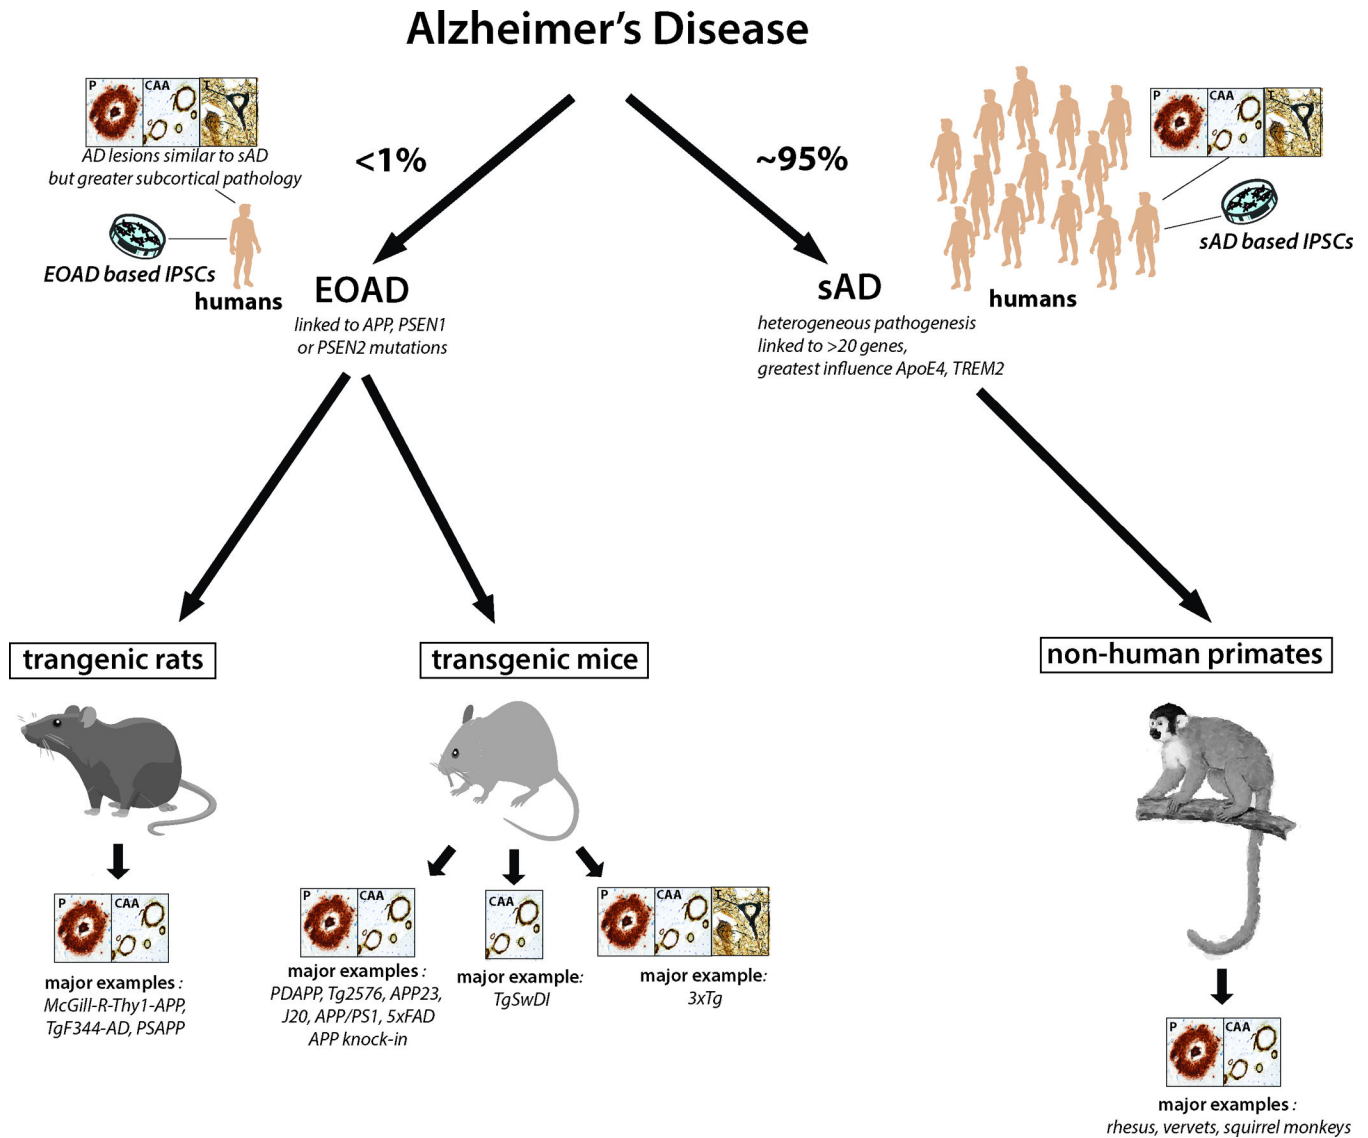 Alzheimer's Disease
P CAA T
AD lesions similar to sAD
but greater subcortical pathology
EOAD based IPSCs
humans
<1%
~95%
P CAA T
sAD based IPSCs
humans
EOAD
linked to APP, PSEN1
or PSEN2 mutations
sAD
heterogeneous pathogenesis
linked to >20 genes,
greatest influence ApoE4, TREM2
trangenic rats
transgenic mice
non-human primates
P CAA
major examples :
McGill-R-Thy1-APP,
TgF344-AD, PSAPP
P CAA
major examples :
PDAPP, Tg2576, APP23,
J20, APP/PS1, 5xFAD
APP knock-in
CAA
major example:
TgSwDI
P CAA T
major example:
3xTg
P CAA
major examples :
rhesus, vervets, squirrel monkeys